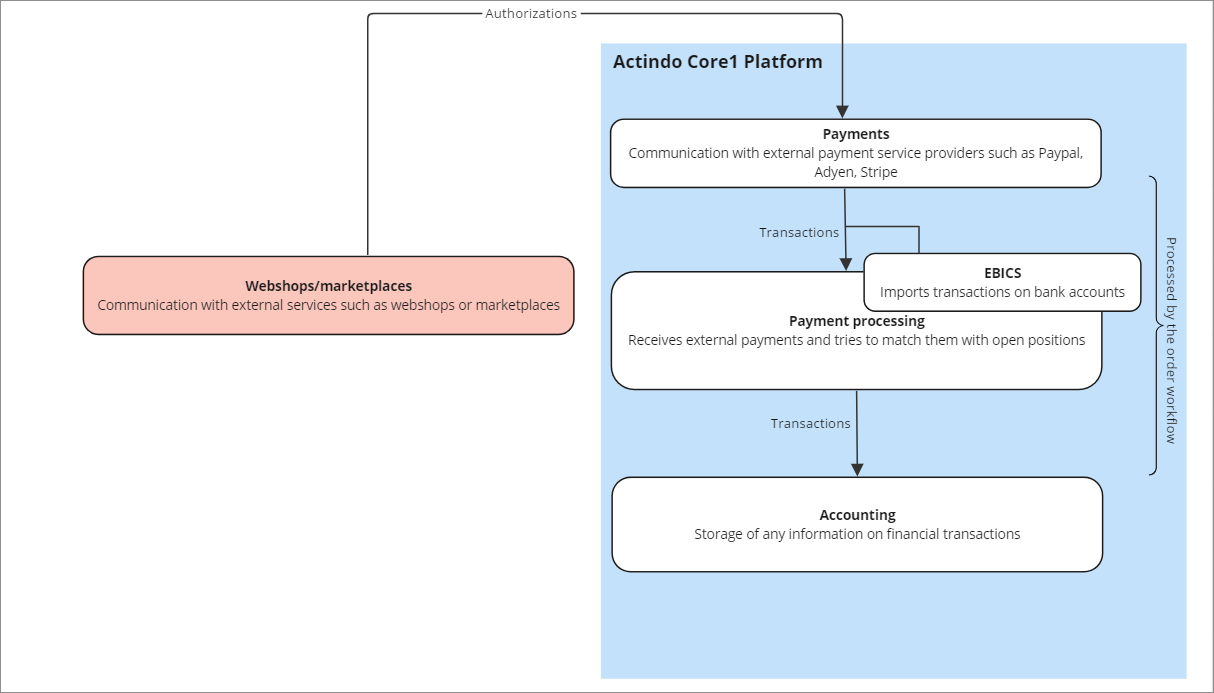 Authorizations
Actindo Core1 Platform
Payments
Communication with external payment service providers such as Paypal,
Adyen, Stripe
Transactions
Webshops/marketplaces
Communication with external services such as webshops or marketplaces
EBICS
Imports transactions on bank accounts
Payment processing
Receives external payments and tries to match them with open positions
Processed by the order workflow
Transactions
Accounting
Storage of any information on financial transactions